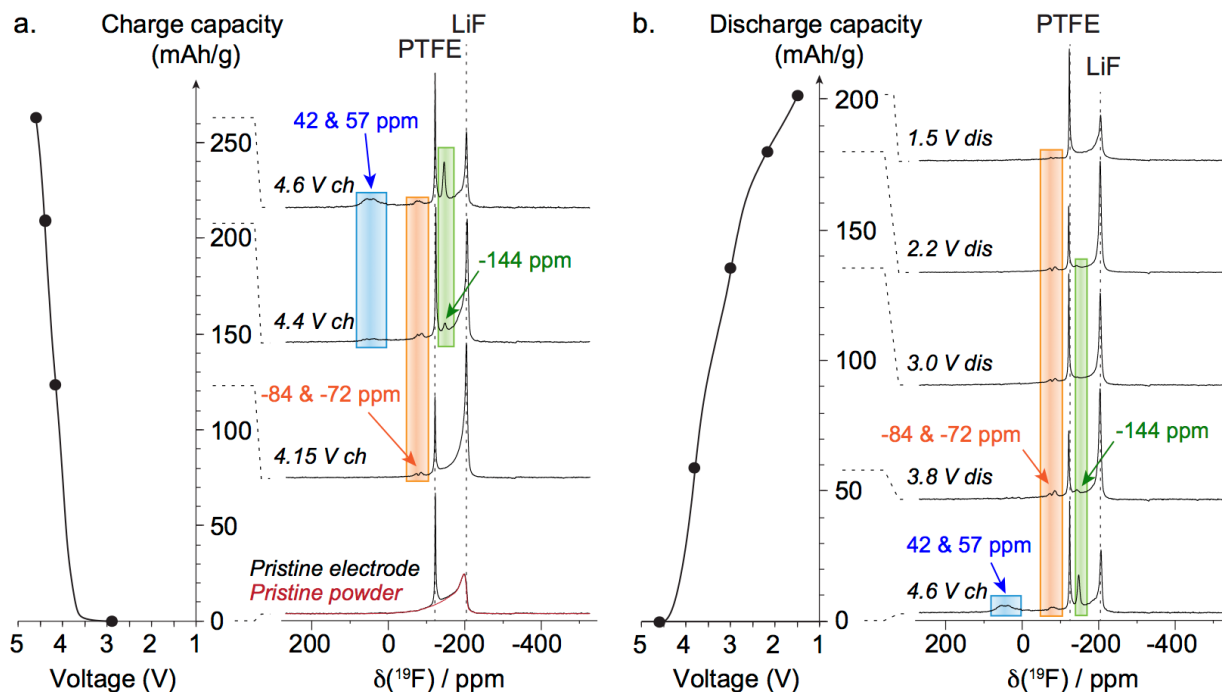 a.
Charge capacity
(mAh/g)
LiF
PTFE
42 & 57 ppm
4.6 V ch
-144 ppm
4.4 V ch
-84 & -72 ppm
4.15 V ch
Pristine electrode
Pristine powder
250
200
150
100
50
0
5 4 3 2 1
Voltage (V)
200 0 -200 -400
δ(¹⁹F) / ppm
b.
Discharge capacity
(mAh/g)
PTFE
LiF
1.5 V dis
2.2 V dis
3.0 V dis
-84 & -72 ppm
-144 ppm
3.8 V dis
42 & 57 ppm
4.6 V ch
200
150
100
50
0
5 4 3 2 1
Voltage (V)
200 0 -200 -400
δ(¹⁹F) / ppm